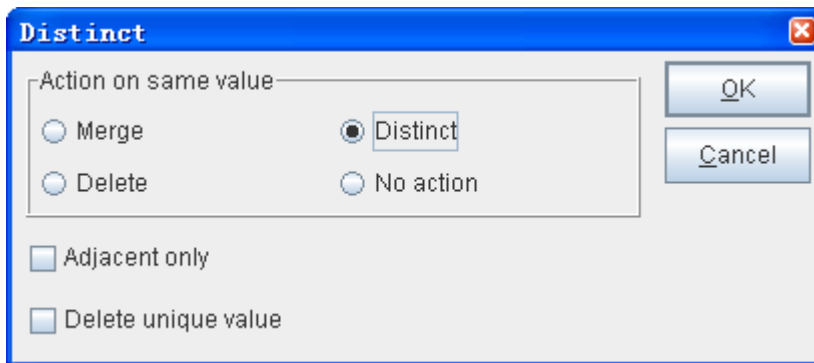 Distinct
Action on same value
OK
Merge
Distinct
Cancel
Delete
No action
Adjacent only
Delete unique value